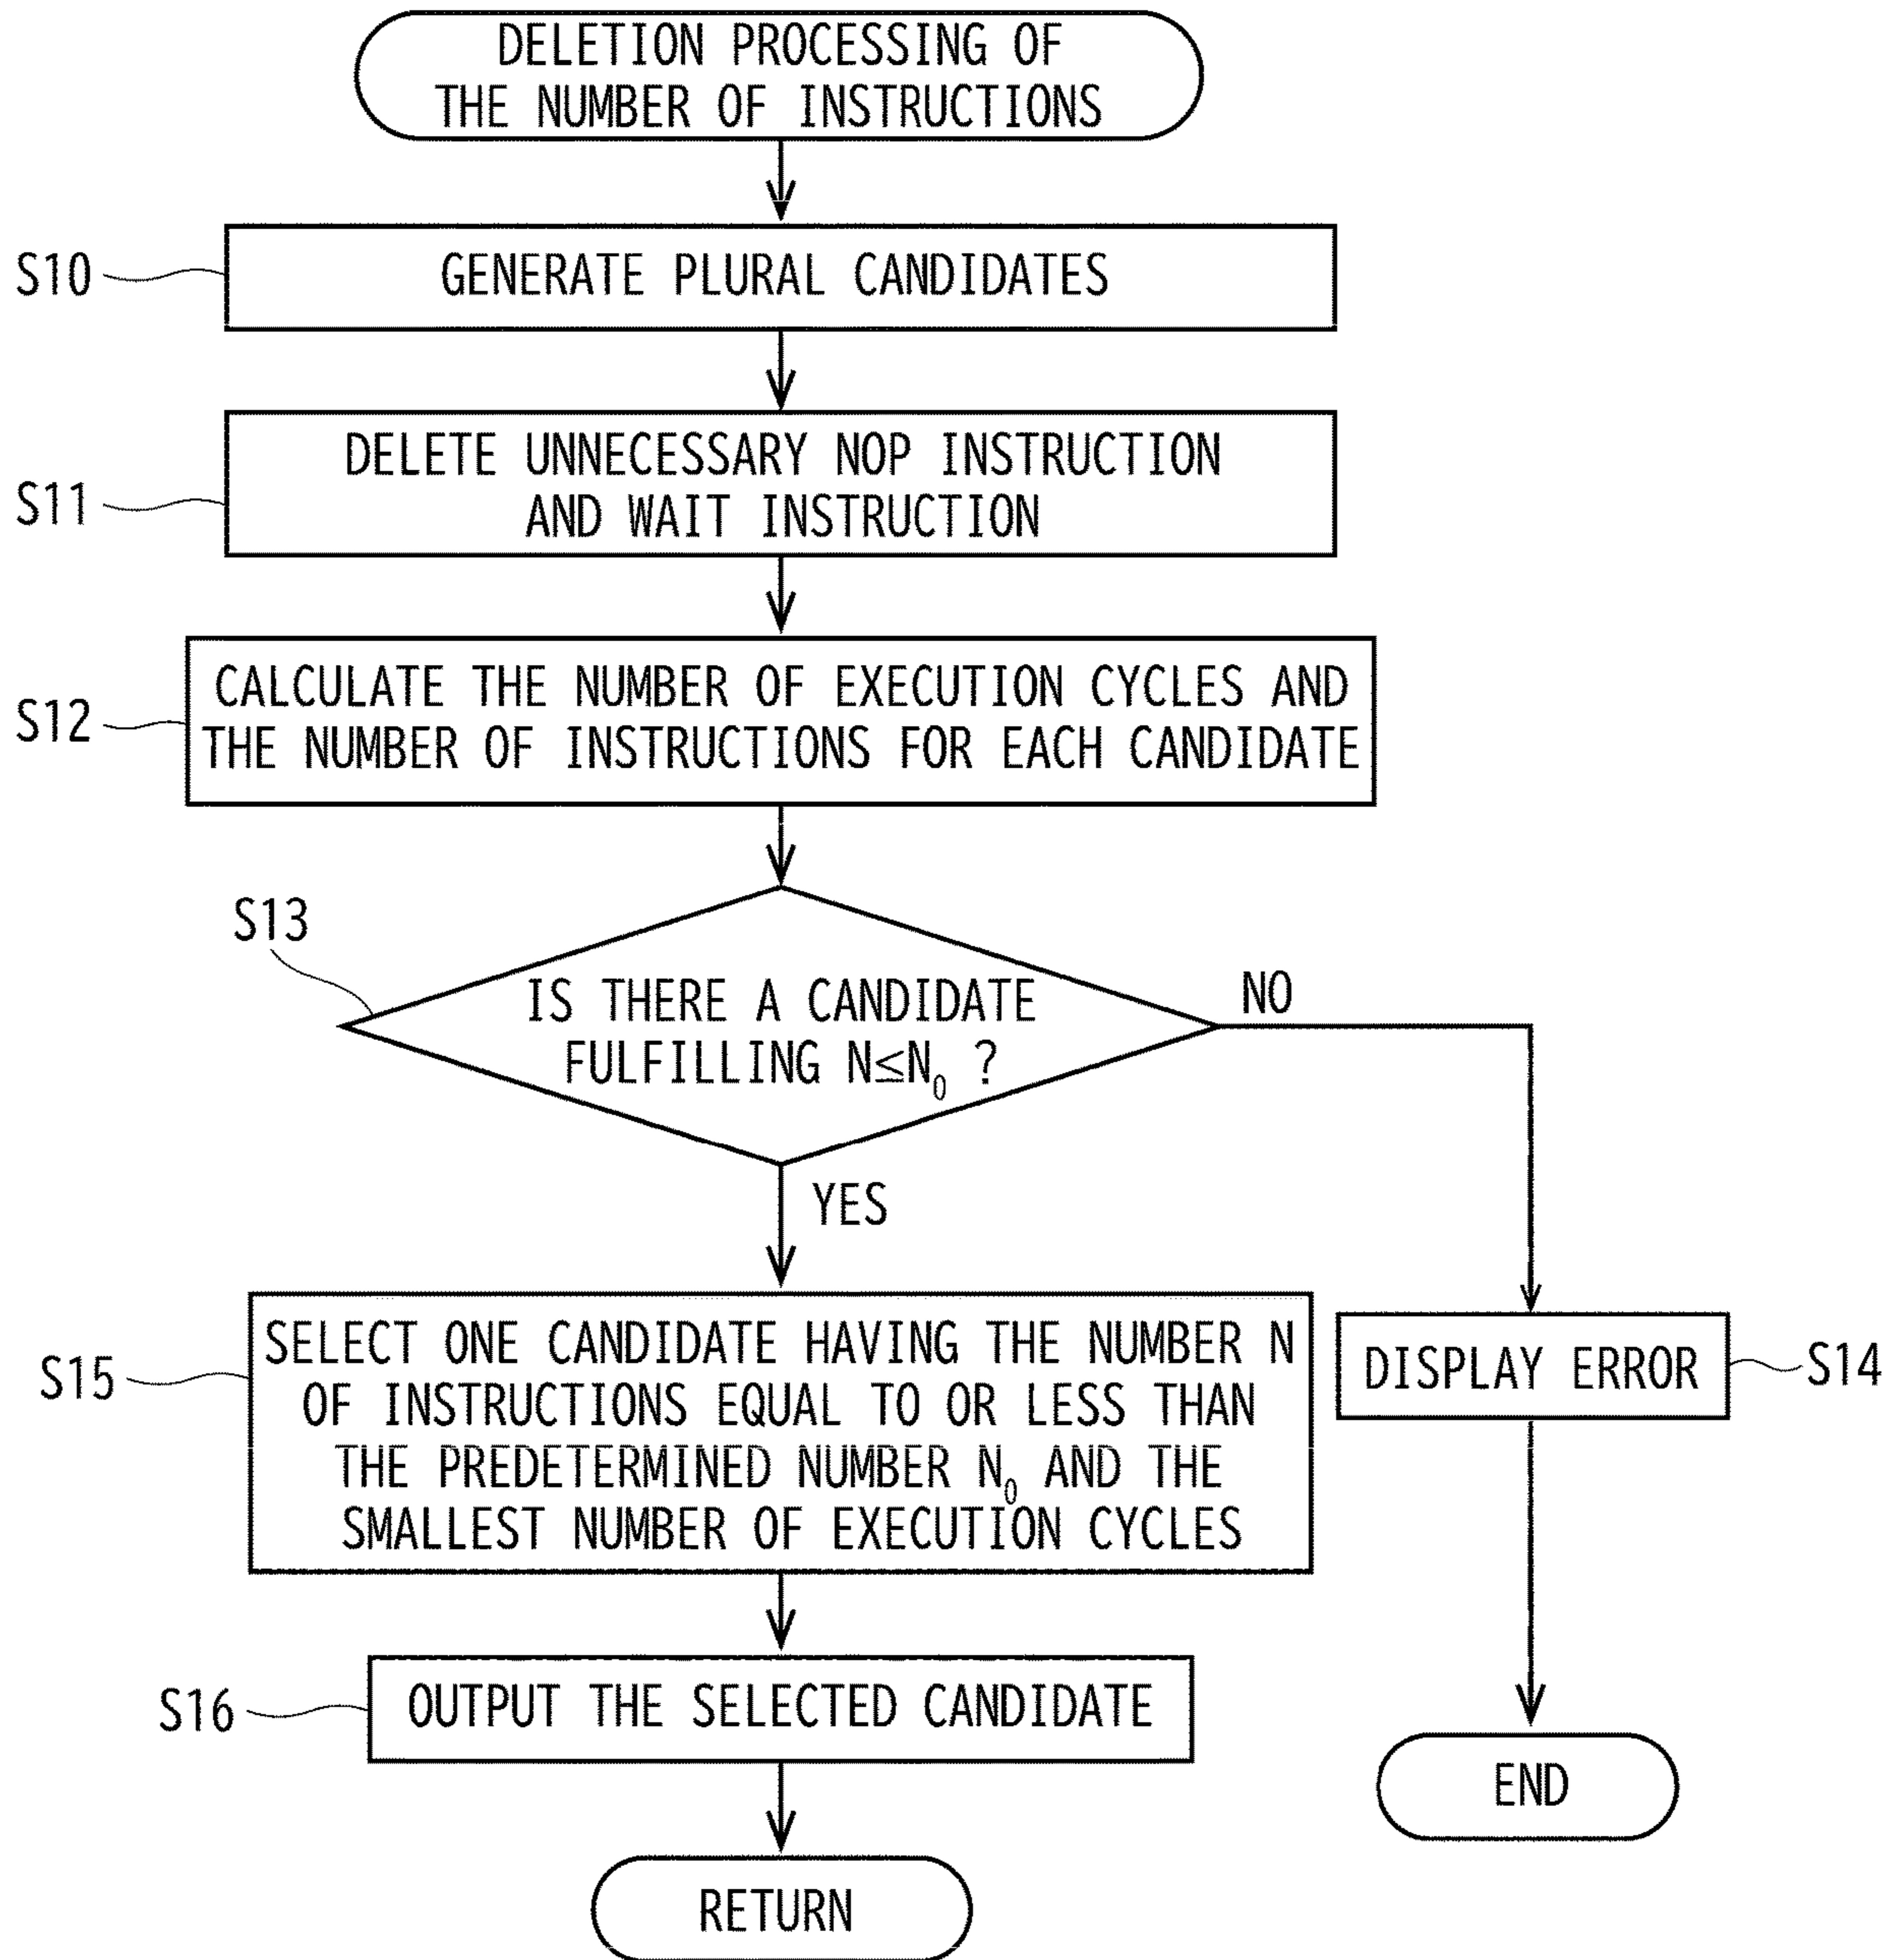 DELETION PROCESSING OF
THE NUMBER OF INSTRUCTIONS
S10
GENERATE PLURAL CANDIDATES
S11
DELETE UNNECESSARY NOP INSTRUCTION
AND WAIT INSTRUCTION
S12
CALCULATE THE NUMBER OF EXECUTION CYCLES AND
THE NUMBER OF INSTRUCTIONS FOR EACH CANDIDATE
S13
IS THERE A CANDIDATE
FULFILLING N≤N₀ ?
NO
YES
S15
SELECT ONE CANDIDATE HAVING THE NUMBER N
OF INSTRUCTIONS EQUAL TO OR LESS THAN
THE PREDETERMINED NUMBER N₀ AND THE
SMALLEST NUMBER OF EXECUTION CYCLES
DISPLAY ERROR
S14
S16
OUTPUT THE SELECTED CANDIDATE
END
RETURN